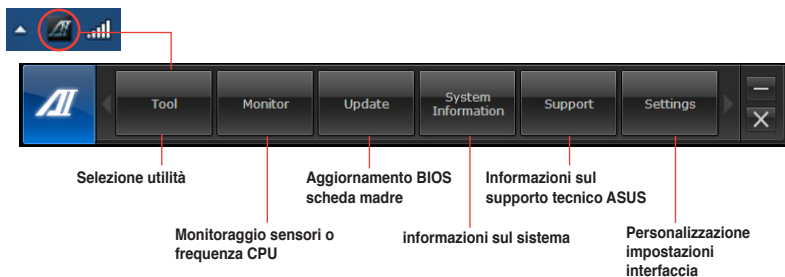 Tool
Monitor
Update
System
Information
Support
Settings
Selezione utilità
Aggiornamento BIOS
scheda madre
Informazioni sul
supporto tecnico ASUS
Monitoraggio sensori o
frequenza CPU
informazioni sul sistema
Personalizzazione
impostazioni
interfaccia